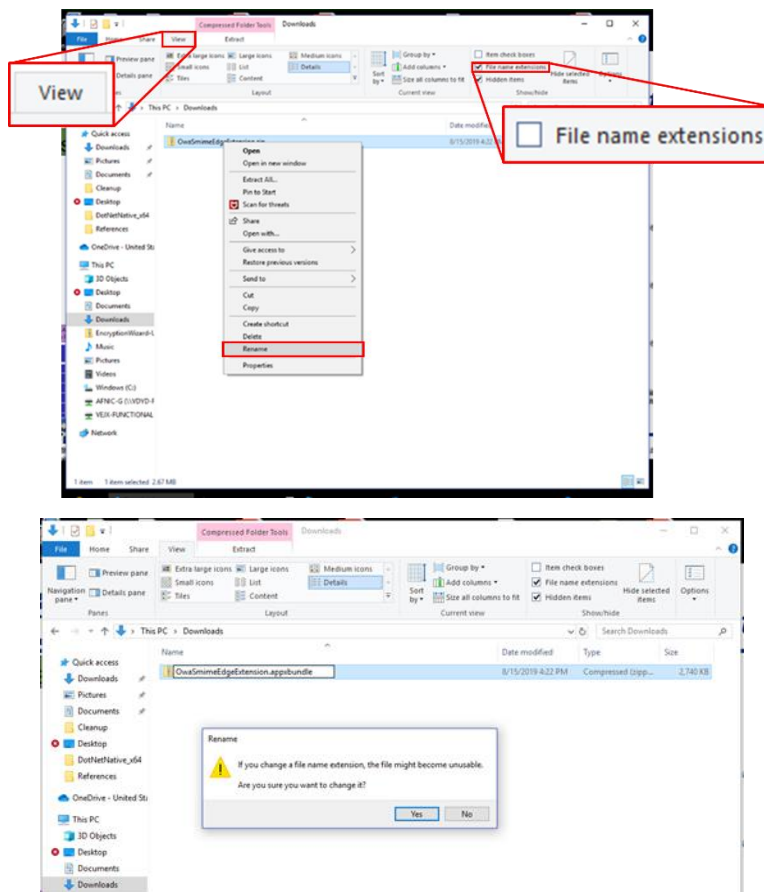 Compressed Folder Tools Downloads
File Home Share View Extract
Preview pane Extra large icons Large icons Medium icons Group by Item check boxes
Details pane Small icons List Details Add columns File name extensions
Tiles Content Sort by Size all columns to fit Hidden items Hide selected items Options
Layout Current view Show/hide
View
File name extensions
This PC > Downloads
Name Date modified
OwaSmimeEdgeExtension.zip 8/15/2019 4:22
Quick access
Downloads
Pictures
Documents
Cleanup
Desktop
DotNetNative_x64
References
OneDrive - United Sta
This PC
3D Objects
Desktop
Documents
Downloads
EncryptionWizard-U
Music
Pictures
Videos
Windows (C:)
AFNIC-G
VEJX-FUNCTIONAL
Network
Open
Open in new window
Extract All...
Pin to Start
Scan for threats
Share
Open with...
Give access to
Restore previous versions
Send to
Cut
Copy
Create shortcut
Delete
Rename
Properties
1 item 1 item selected 2.67 MB
Compressed Folder Tools Downloads
File Home Share View Extract
Navigation pane Preview pane Extra large icons Large icons Medium icons Group by Item check boxes
Details pane Small icons List Details Sort by Add columns File name extensions Hide selected items Options
Tiles Content Size all columns to fit Hidden items
Panes Layout Current view Show/hide
This PC > Downloads Search Downloads
Name Date modified Type Size
OwaSmimeEdgeExtension.appxbundle 8/15/2019 4:22 PM Compressed (zipp... 2,740 KB
Quick access
Downloads
Pictures
Documents
Cleanup
Desktop
DotNetNative_x64
References
OneDrive - United Sta
This PC
3D Objects
Desktop
Documents
Downloads
Rename
If you change a file name extension, the file might become unusable.
Are you sure you want to change it?
Yes No